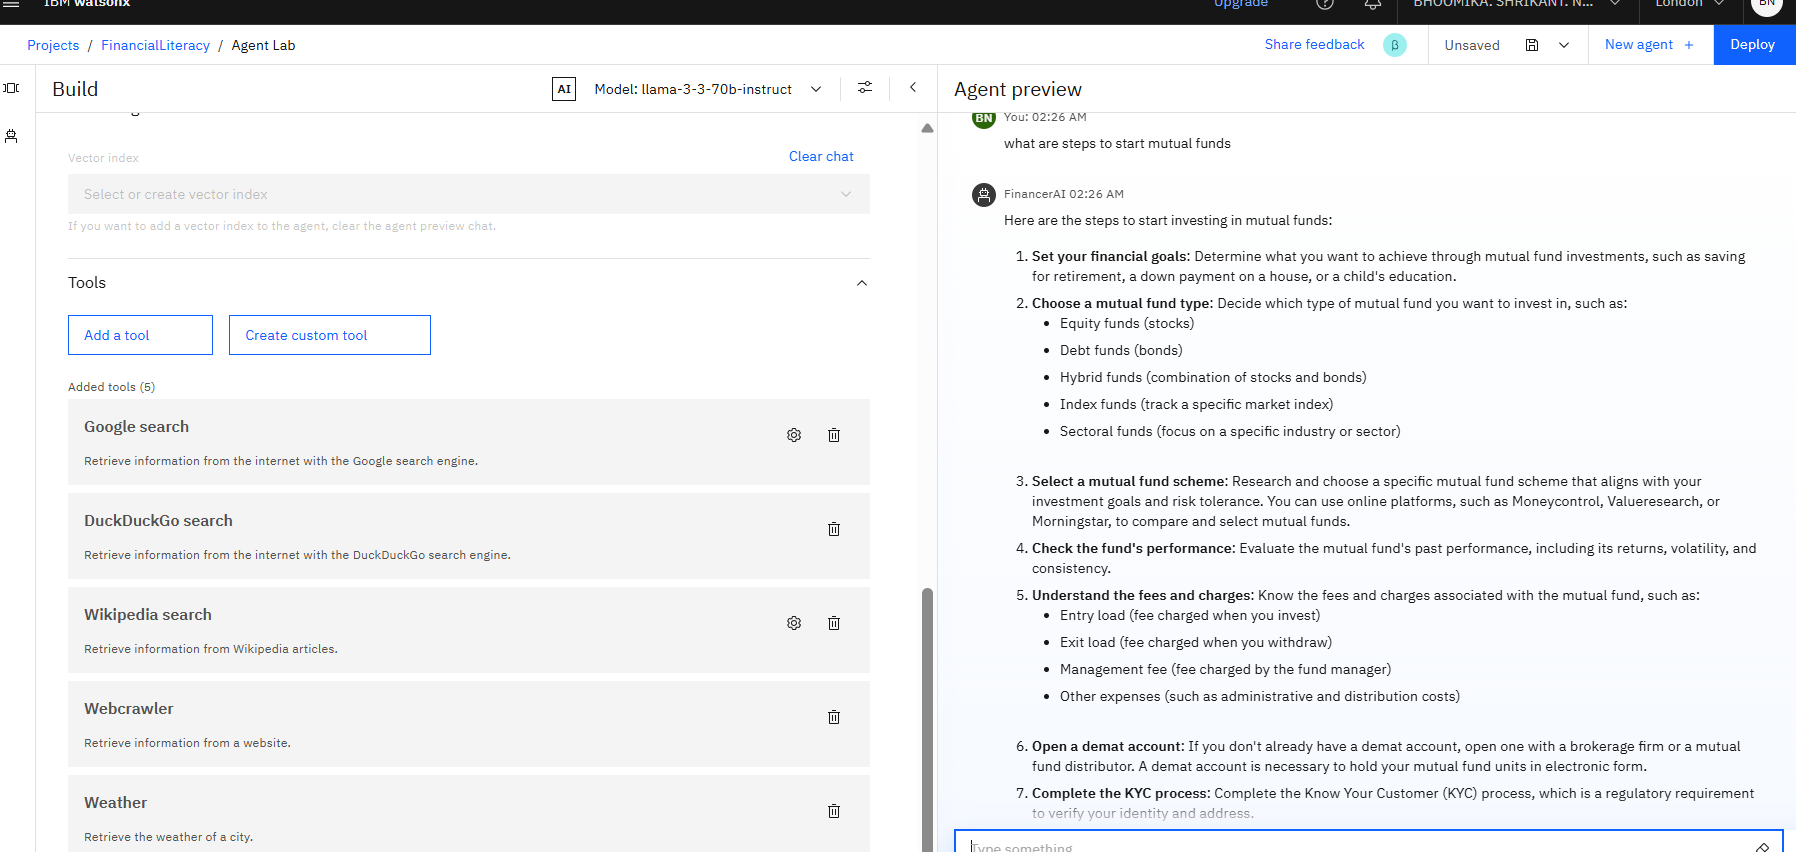 IBM watsonx
Upgrade
BHOOMIKA. SHRIKANT. N...
London
BN
Projects / FinancialLiteracy / Agent Lab
Share feedback
β
Unsaved
New agent +
Deploy
Build
AI
Model: llama-3-3-70b-instruct
Vector index
Clear chat
Select or create vector index
If you want to add a vector index to the agent, clear the agent preview chat.
Tools
Add a tool
Create custom tool
Added tools (5)
Google search
Retrieve information from the internet with the Google search engine.
DuckDuckGo search
Retrieve information from the internet with the DuckDuckGo search engine.
Wikipedia search
Retrieve information from Wikipedia articles.
Webcrawler
Retrieve information from a website.
Weather
Retrieve the weather of a city.
Agent preview
BN
You: 02:26 AM
what are steps to start mutual funds
FinancerAI 02:26 AM
Here are the steps to start investing in mutual funds:
1. Set your financial goals: Determine what you want to achieve through mutual fund investments, such as saving
for retirement, a down payment on a house, or a child's education.
2. Choose a mutual fund type: Decide which type of mutual fund you want to invest in, such as:
• Equity funds (stocks)
• Debt funds (bonds)
• Hybrid funds (combination of stocks and bonds)
• Index funds (track a specific market index)
• Sectoral funds (focus on a specific industry or sector)
3. Select a mutual fund scheme: Research and choose a specific mutual fund scheme that aligns with your
investment goals and risk tolerance. You can use online platforms, such as Moneycontrol, Valueresearch, or
Morningstar, to compare and select mutual funds.
4. Check the fund's performance: Evaluate the mutual fund's past performance, including its returns, volatility, and
consistency.
5. Understand the fees and charges: Know the fees and charges associated with the mutual fund, such as:
• Entry load (fee charged when you invest)
• Exit load (fee charged when you withdraw)
• Management fee (fee charged by the fund manager)
• Other expenses (such as administrative and distribution costs)
6. Open a demat account: If you don't already have a demat account, open one with a brokerage firm or a mutual
fund distributor. A demat account is necessary to hold your mutual fund units in electronic form.
7. Complete the KYC process: Complete the Know Your Customer (KYC) process, which is a regulatory requirement
to verify your identity and address.
Type something